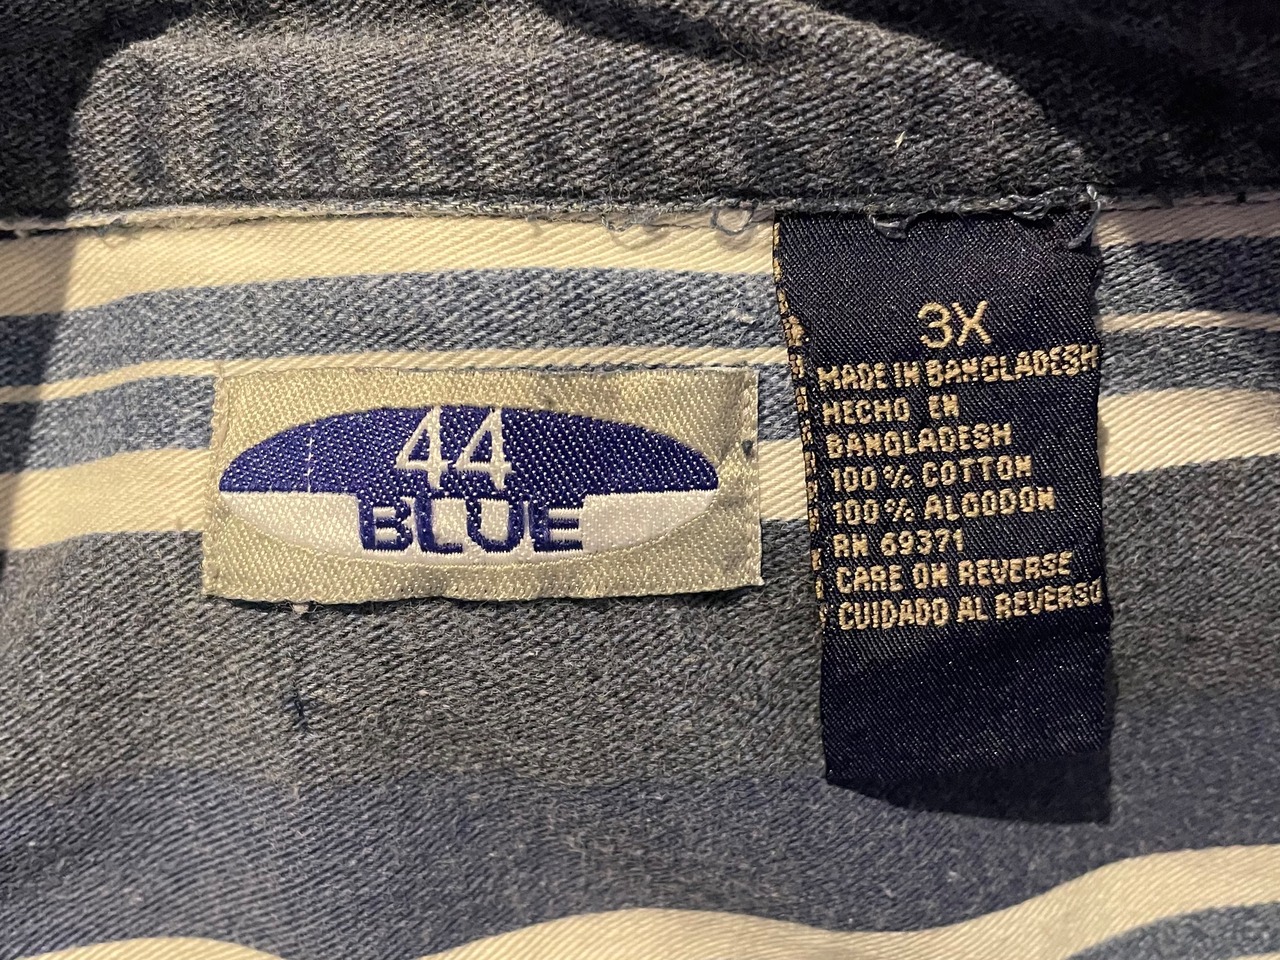 44
BLUE
3X
MADE IN BANGLADESH
HECHO EN
BANGLADESH
100% COTTON
100% ALGODON
RN 69371
CARE ON REVERSE
CUIDADO AL REVERSO